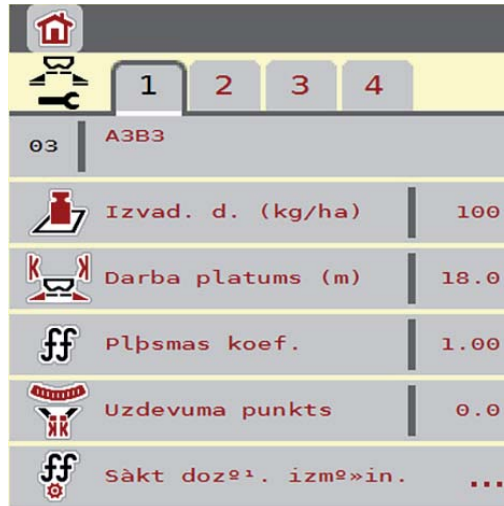 1 2 3 4
03 A3B3
Izvad. d. (kg/ha) 100
Darba platums (m) 18.0
Plþsmas koef. 1.00
Uzdevuma punkts 0.0
Sàkt dozº¹. izmº»in. ...